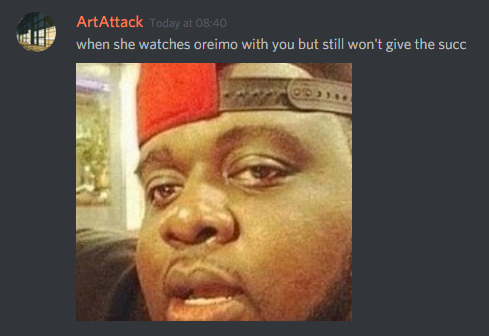 ArtAttack Today at 08:40
when she watches oreimo with you but still won't give the succ